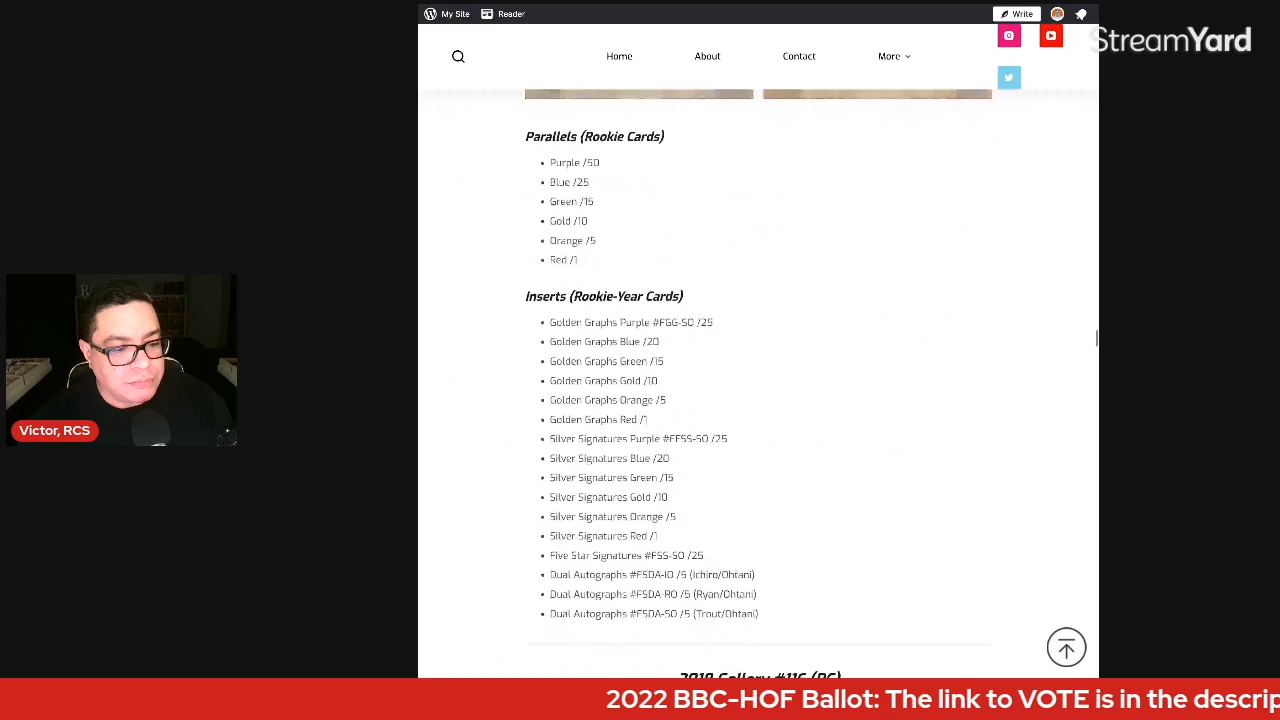 My Site
Reader
Write
StreamYard
Home
About
Contact
More
Parallels (Rookie Cards)
Purple /50
Blue /25
Green /15
Gold /10
Orange /5
Red /1
Inserts (Rookie-Year Cards)
Golden Graphs Purple #FGG-SO /25
Golden Graphs Blue /20
Golden Graphs Green /15
Golden Graphs Gold /10
Golden Graphs Orange /5
Golden Graphs Red /1
Silver Signatures Purple #FFSS-SO /25
Silver Signatures Blue /20
Silver Signatures Green /15
Silver Signatures Gold /10
Silver Signatures Orange /5
Silver Signatures Red /1
Five Star Signatures #FSS-SO /25
Dual Autographs #FSDA-IO /5 (Ichiro/Ohtani)
Dual Autographs #FSDA-RO /5 (Ryan/Ohtani)
Dual Autographs #FSDA-SO /5 (Trout/Ohtani)
Victor, RCS
2022 BBC-HOF Ballot: The link to VOTE is in the descrip